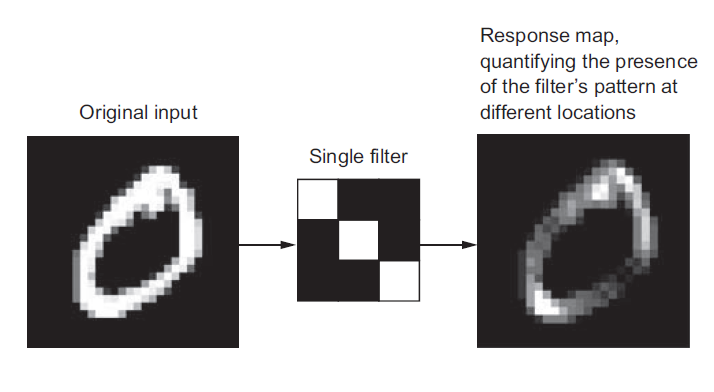 Original input
Single filter
Response map,
quantifying the presence
of the filter's pattern at
different locations